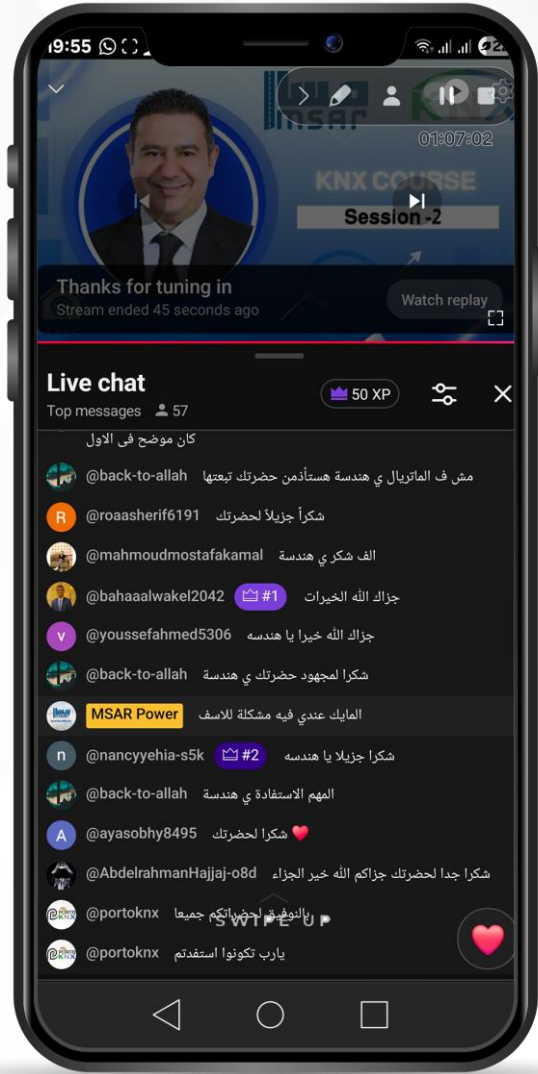 19:55
مسار
MSAR
KNX
01:07:02
KNX COURSE
Session -2
Thanks for tuning in
Stream ended 45 seconds ago
Watch replay
Live chat
50 XP
Top messages 57
كان موضح فى الاول
@back-to-allah مش ف الماتريال ي هندسة هستأذمن حضرتك تبعتها
R @roaasherif6191 شكراً جزيلاً لحضرتك
@mahmoudmostafakamal الف شكر ي هندسة
@bahaaalwakel2042 #1 جزاك الله الخيرات
v @youssefahmed5306 جزاك الله خيرا يا هندسه
@back-to-allah شكرا لمجهود حضرتك ي هندسة
MSAR Power المايك عندي فيه مشكلة للاسف
n @nancyyehia-s5k #2 شكرا جزيلا يا هندسه
@back-to-allah المهم الاستفادة ي هندسة
A @ayasobhy8495 ❤️ شكرا لحضرتك
@AbdelrahmanHajjaj-o8d شكرا جدا لحضرتك جزاكم الله خير الجزاء
@portoknx بالتوفيق لحضراتكم جميعا
SWIPE UP
@portoknx يارب تكونوا استفدتم